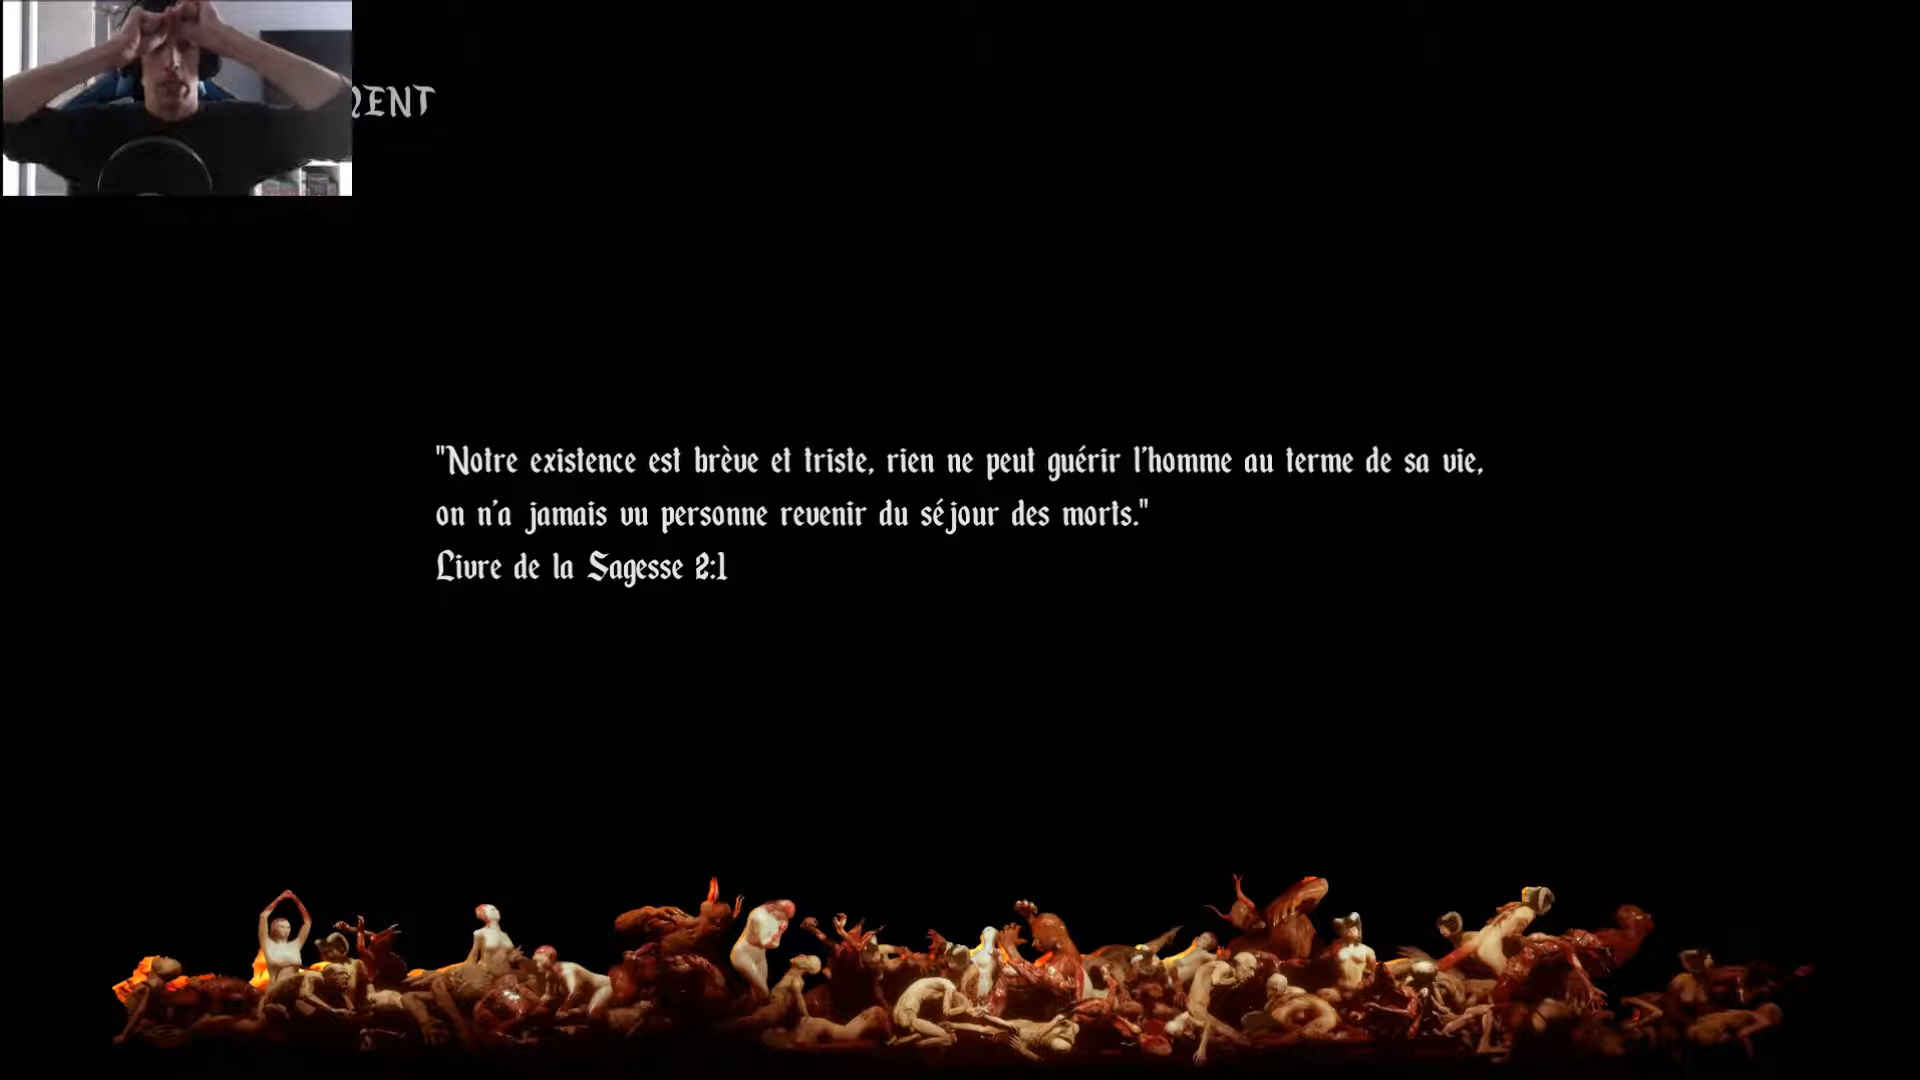 "Notre existence est brève et triste, rien ne peut guérir l'homme au terme de sa vie,
on n'a jamais vu personne revenir du séjour des morts."
Livre de la Sagesse 2:1